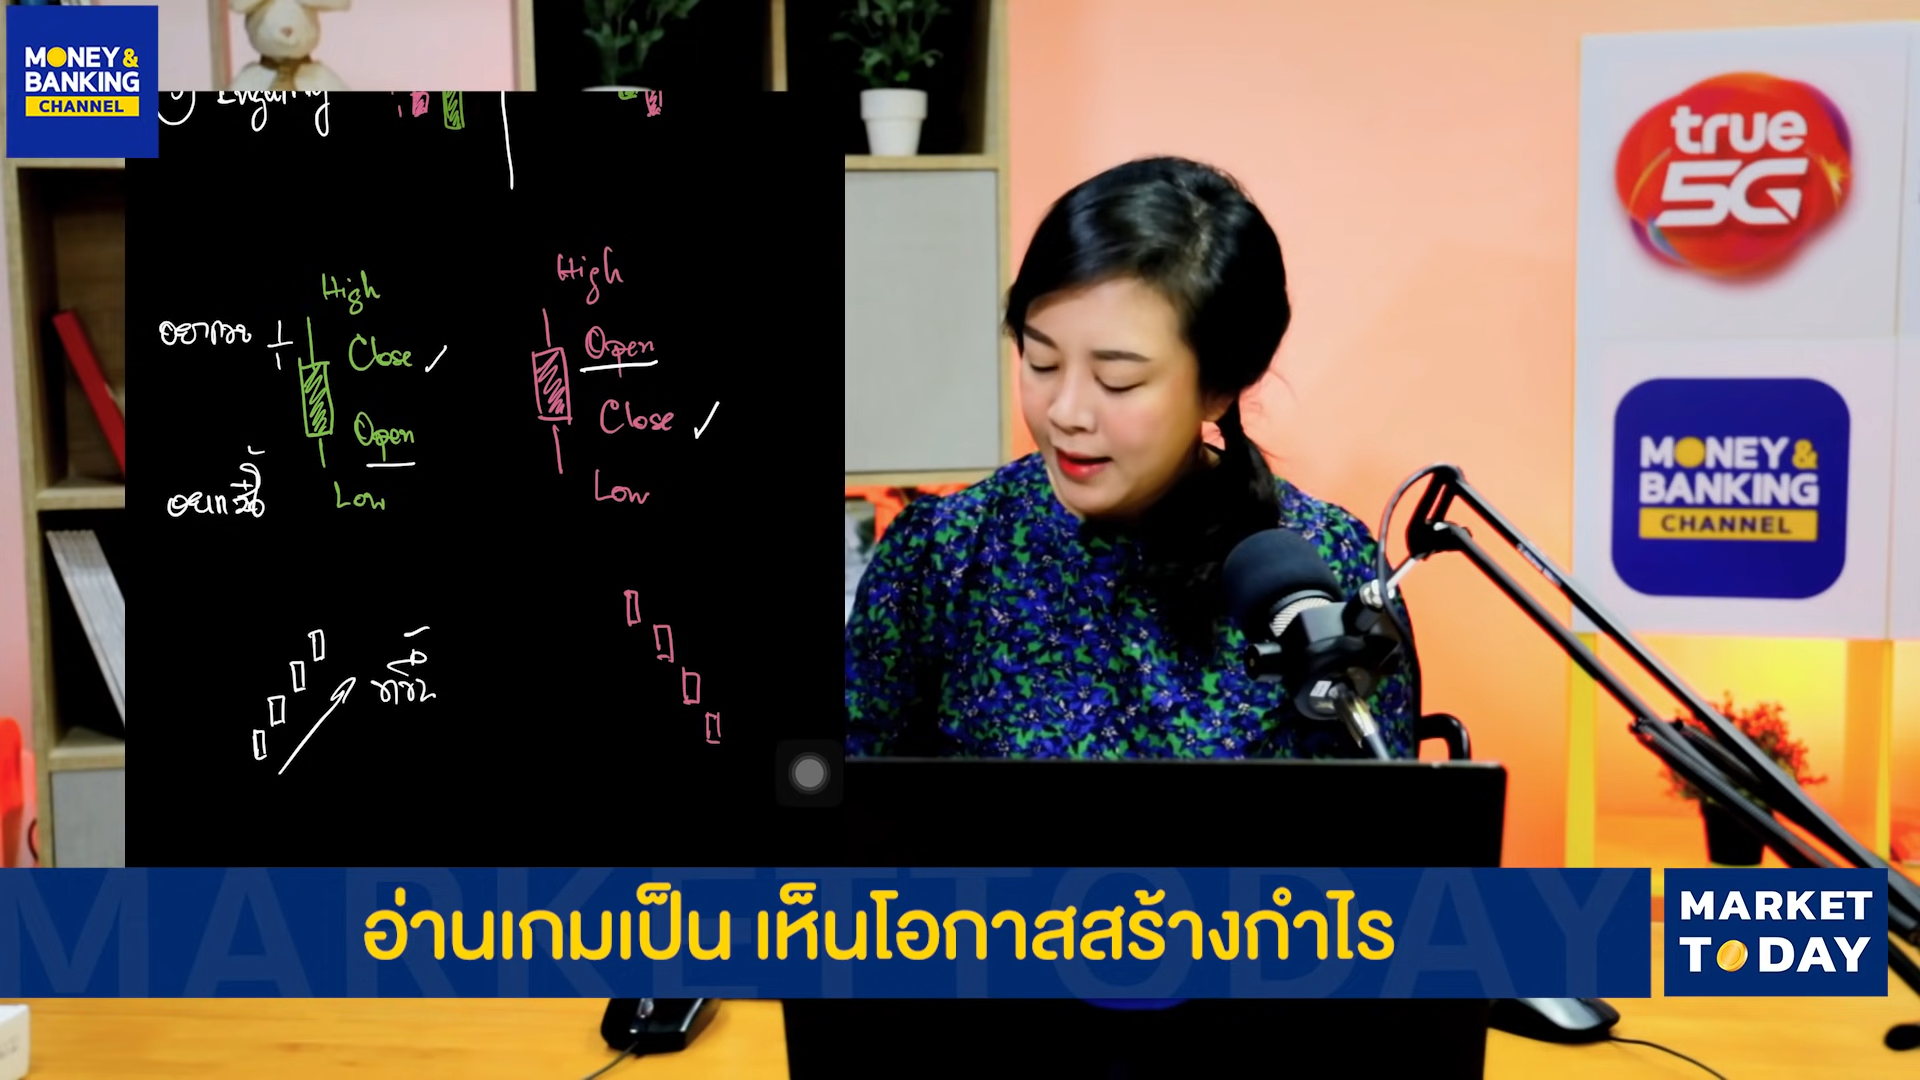 MONEY &
BANKING
CHANNEL
High
Close
Open
Low
High
Open
Close
Low
true
5G
MONEY &
BANKING
CHANNEL
อ่านเกมเป็น เห็นโอกาสสร้างกำไร
MARKET
TODAY